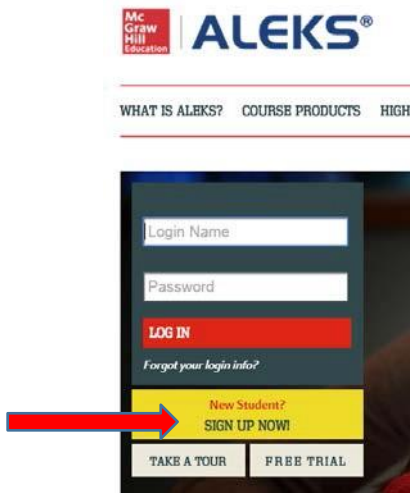 Mc
Graw
Hill
Education
ALEKS®
WHAT IS ALEKS? COURSE PRODUCTS HIGH
Login Name
Password
LOG IN
Forgot your login info?
New Student?
SIGN UP NOW!
TAKE A TOUR FREE TRIAL